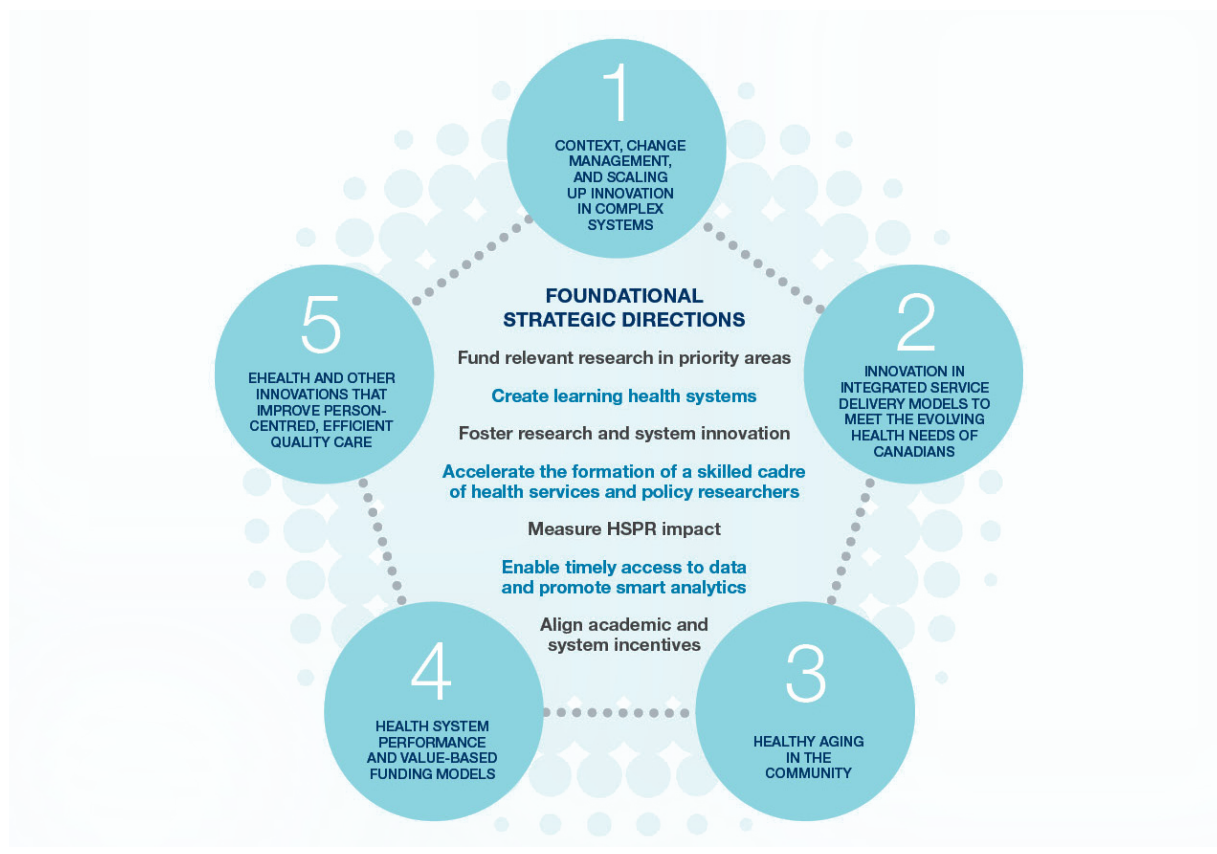 1
CONTEXT, CHANGE
MANAGEMENT,
AND SCALING
UP INNOVATION
IN COMPLEX
SYSTEMS
2
INNOVATION IN
INTEGRATED SERVICE
DELIVERY MODELS TO
MEET THE EVOLVING
HEALTH NEEDS OF
CANADIANS
3
HEALTHY AGING
IN THE
COMMUNITY
4
HEALTH SYSTEM
PERFORMANCE
AND VALUE-BASED
FUNDING MODELS
5
EHEALTH AND OTHER
INNOVATIONS THAT
IMPROVE PERSON-
CENTRED, EFFICIENT
QUALITY CARE
FOUNDATIONAL
STRATEGIC DIRECTIONS
Fund relevant research in priority areas
Create learning health systems
Foster research and system innovation
Accelerate the formation of a skilled cadre
of health services and policy researchers
Measure HSPR impact
Enable timely access to data
and promote smart analytics
Align academic and
system incentives